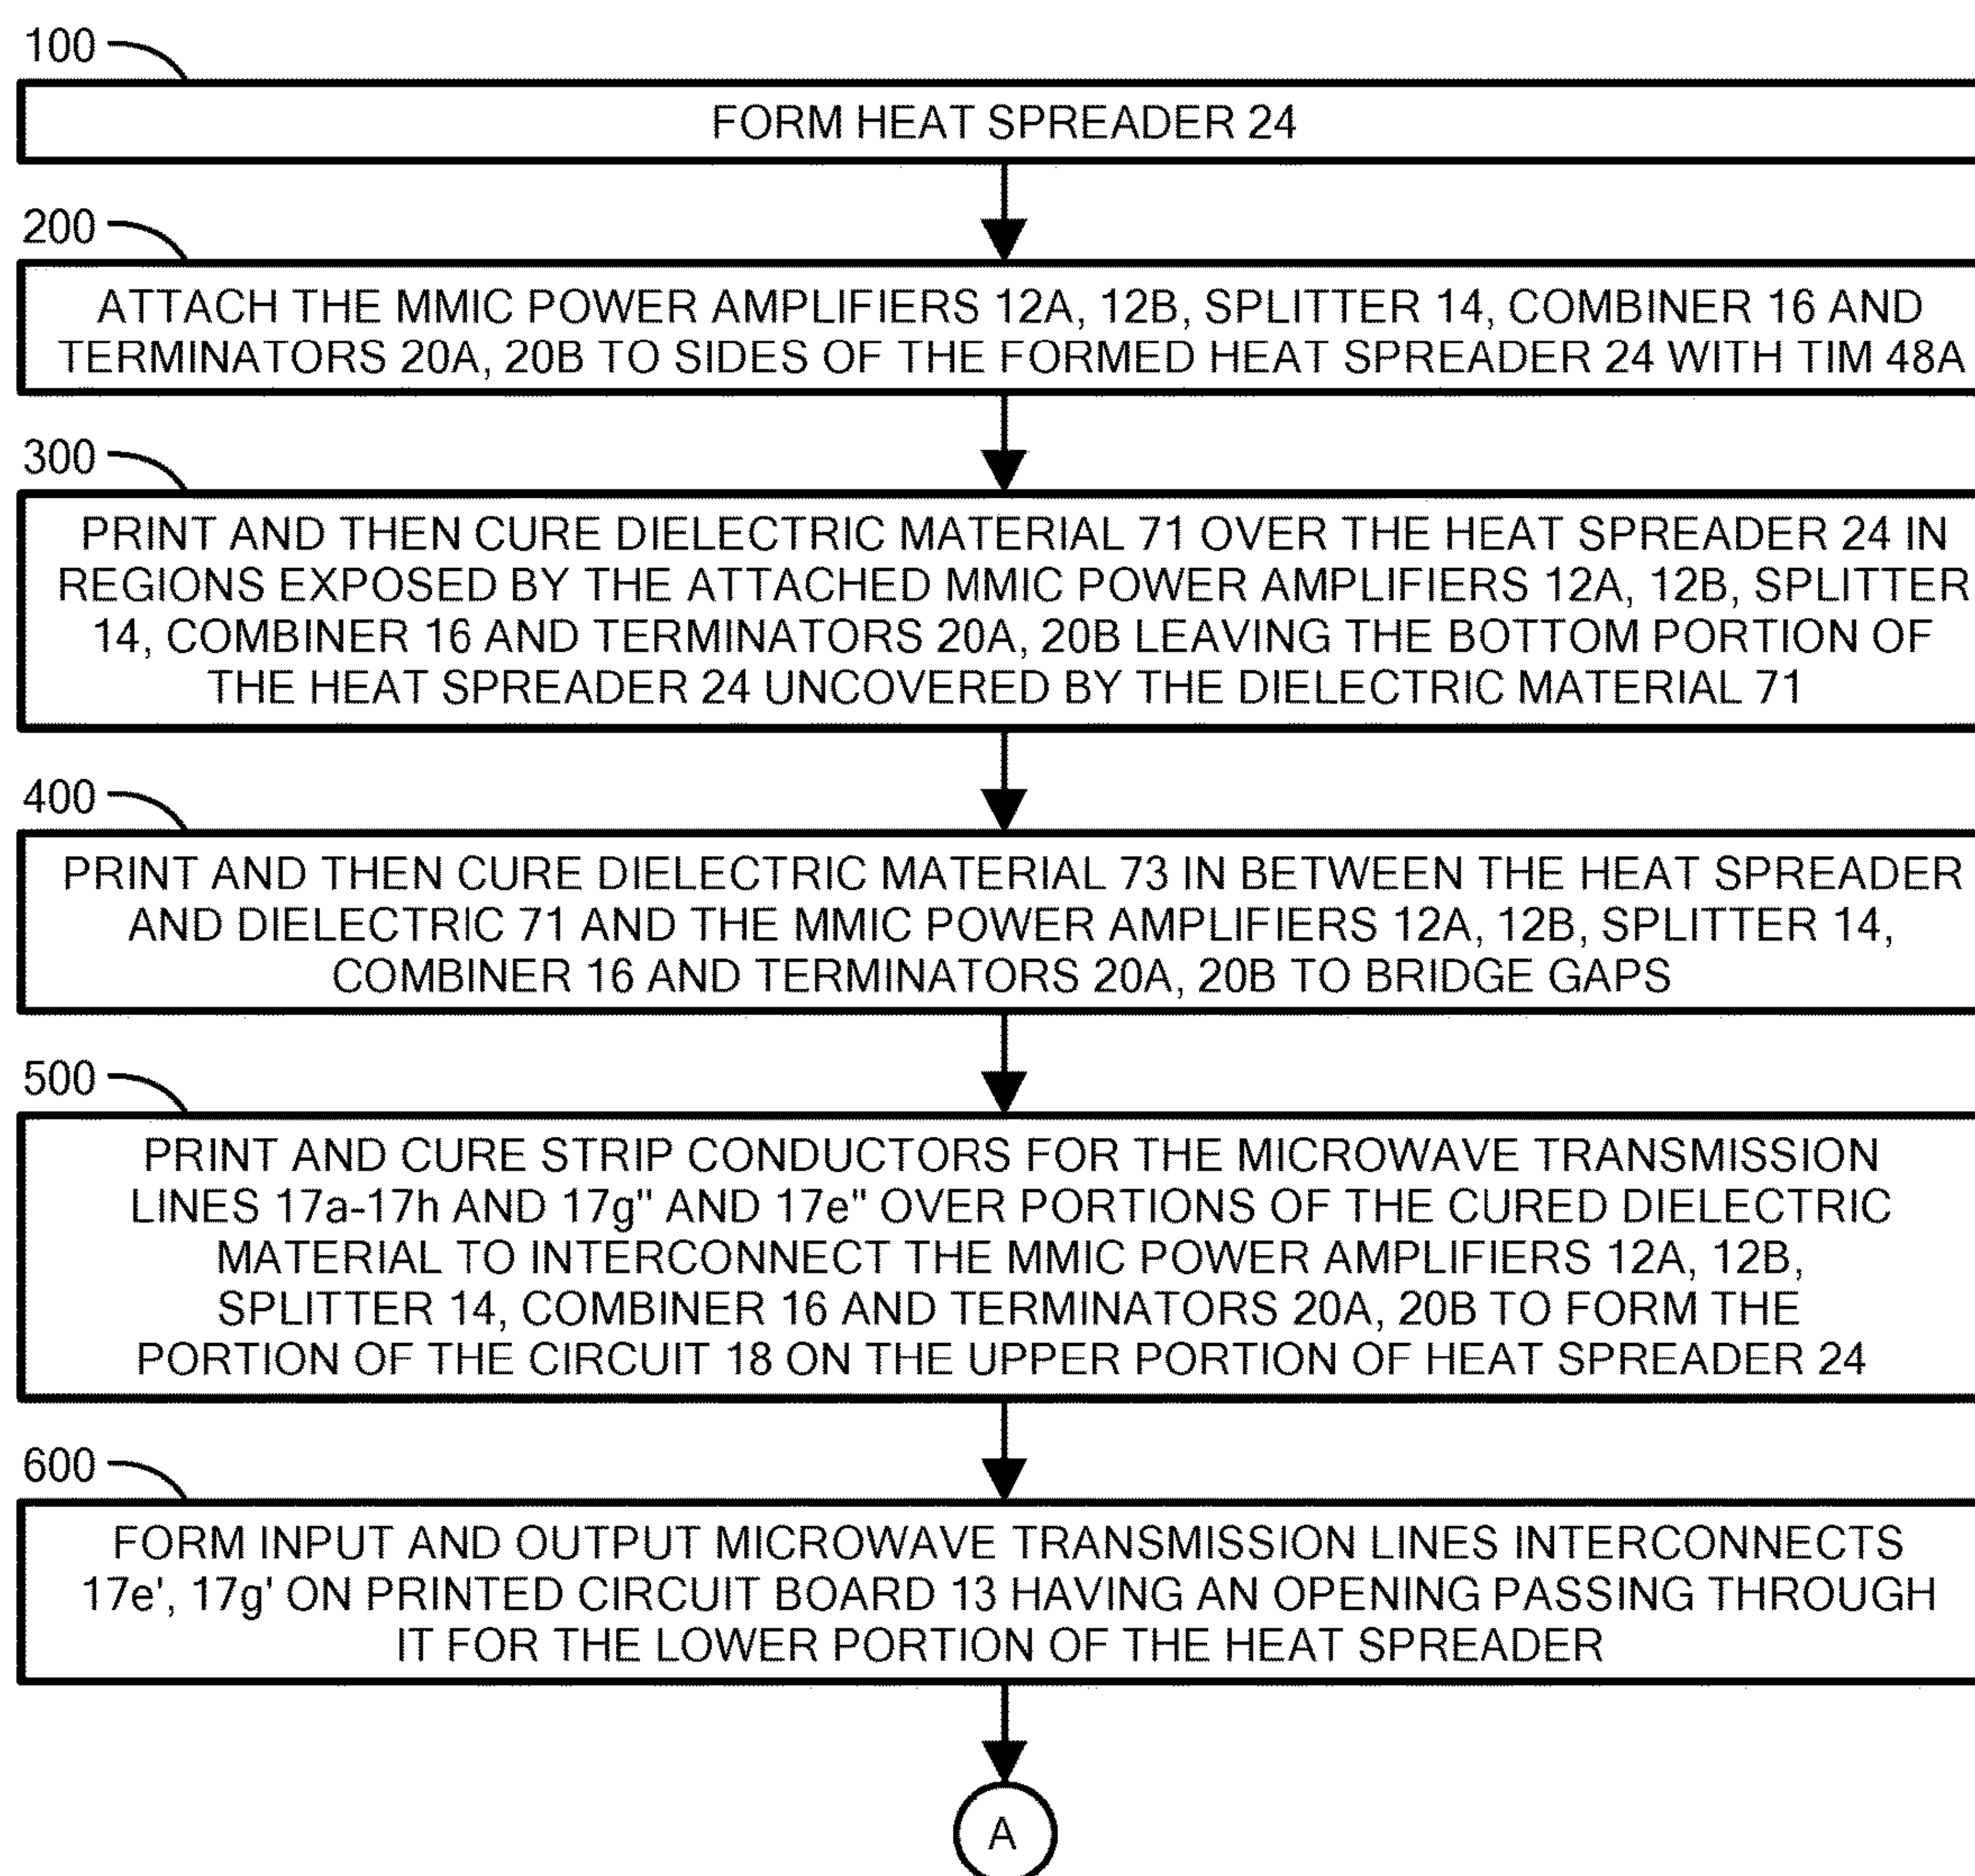 100
FORM HEAT SPREADER 24
200
ATTACH THE MMIC POWER AMPLIFIERS 12A, 12B, SPLITTER 14, COMBINER 16 AND
TERMINATORS 20A, 20B TO SIDES OF THE FORMED HEAT SPREADER 24 WITH TIM 48A
300
PRINT AND THEN CURE DIELECTRIC MATERIAL 71 OVER THE HEAT SPREADER 24 IN
REGIONS EXPOSED BY THE ATTACHED MMIC POWER AMPLIFIERS 12A, 12B, SPLITTER
14, COMBINER 16 AND TERMINATORS 20A, 20B LEAVING THE BOTTOM PORTION OF
THE HEAT SPREADER 24 UNCOVERED BY THE DIELECTRIC MATERIAL 71
400
PRINT AND THEN CURE DIELECTRIC MATERIAL 73 IN BETWEEN THE HEAT SPREADER
AND DIELECTRIC 71 AND THE MMIC POWER AMPLIFIERS 12A, 12B, SPLITTER 14,
COMBINER 16 AND TERMINATORS 20A, 20B TO BRIDGE GAPS
500
PRINT AND CURE STRIP CONDUCTORS FOR THE MICROWAVE TRANSMISSION
LINES 17a-17h AND 17g" AND 17e" OVER PORTIONS OF THE CURED DIELECTRIC
MATERIAL TO INTERCONNECT THE MMIC POWER AMPLIFIERS 12A, 12B,
SPLITTER 14, COMBINER 16 AND TERMINATORS 20A, 20B TO FORM THE
PORTION OF THE CIRCUIT 18 ON THE UPPER PORTION OF HEAT SPREADER 24
600
FORM INPUT AND OUTPUT MICROWAVE TRANSMISSION LINES INTERCONNECTS
17e', 17g' ON PRINTED CIRCUIT BOARD 13 HAVING AN OPENING PASSING THROUGH
IT FOR THE LOWER PORTION OF THE HEAT SPREADER
A